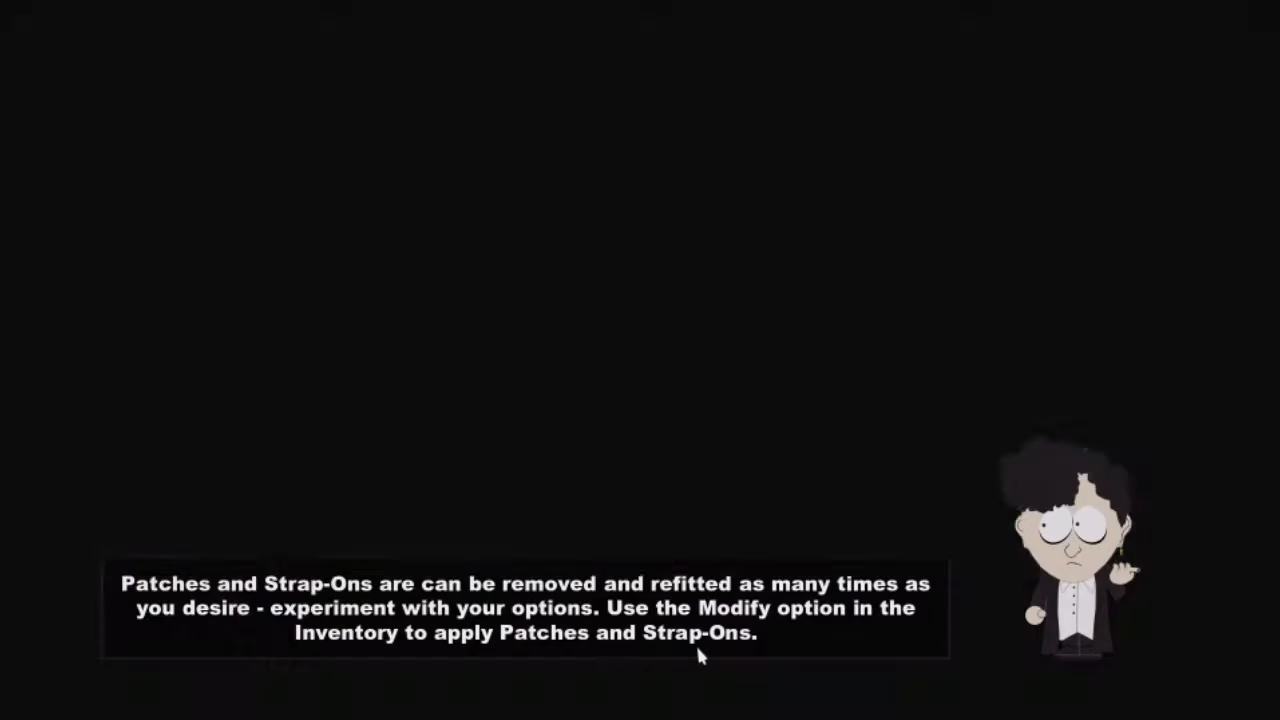 Patches and Strap-Ons are can be removed and refitted as many times as
you desire - experiment with your options. Use the Modify option in the
Inventory to apply Patches and Strap-Ons.